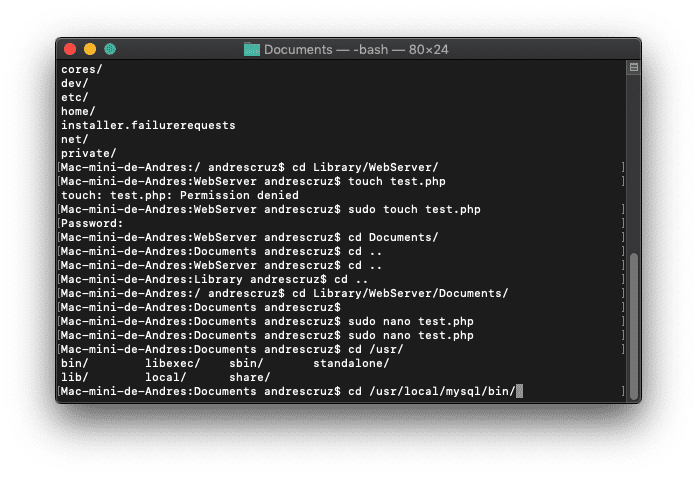 Documents — -bash — 80×24
cores/
dev/
etc/
home/
installer.failurerequests
net/
private/
[Mac-mini-de-Andres:/ andrescruz$ cd Library/WebServer/ ]
[Mac-mini-de-Andres:WebServer andrescruz$ touch test.php ]
touch: test.php: Permission denied
[Mac-mini-de-Andres:WebServer andrescruz$ sudo touch test.php ]
[Password: ]
[Mac-mini-de-Andres:WebServer andrescruz$ cd Documents/ ]
[Mac-mini-de-Andres:Documents andrescruz$ cd .. ]
[Mac-mini-de-Andres:WebServer andrescruz$ cd .. ]
[Mac-mini-de-Andres:Library andrescruz$ cd .. ]
[Mac-mini-de-Andres:/ andrescruz$ cd Library/WebServer/Documents/ ]
[Mac-mini-de-Andres:Documents andrescruz$ ]
[Mac-mini-de-Andres:Documents andrescruz$ sudo nano test.php ]
[Mac-mini-de-Andres:Documents andrescruz$ sudo nano test.php ]
[Mac-mini-de-Andres:Documents andrescruz$ cd /usr/ ]
bin/ libexec/ sbin/ standalone/
lib/ local/ share/
[Mac-mini-de-Andres:Documents andrescruz$ cd /usr/local/mysql/bin/ ]